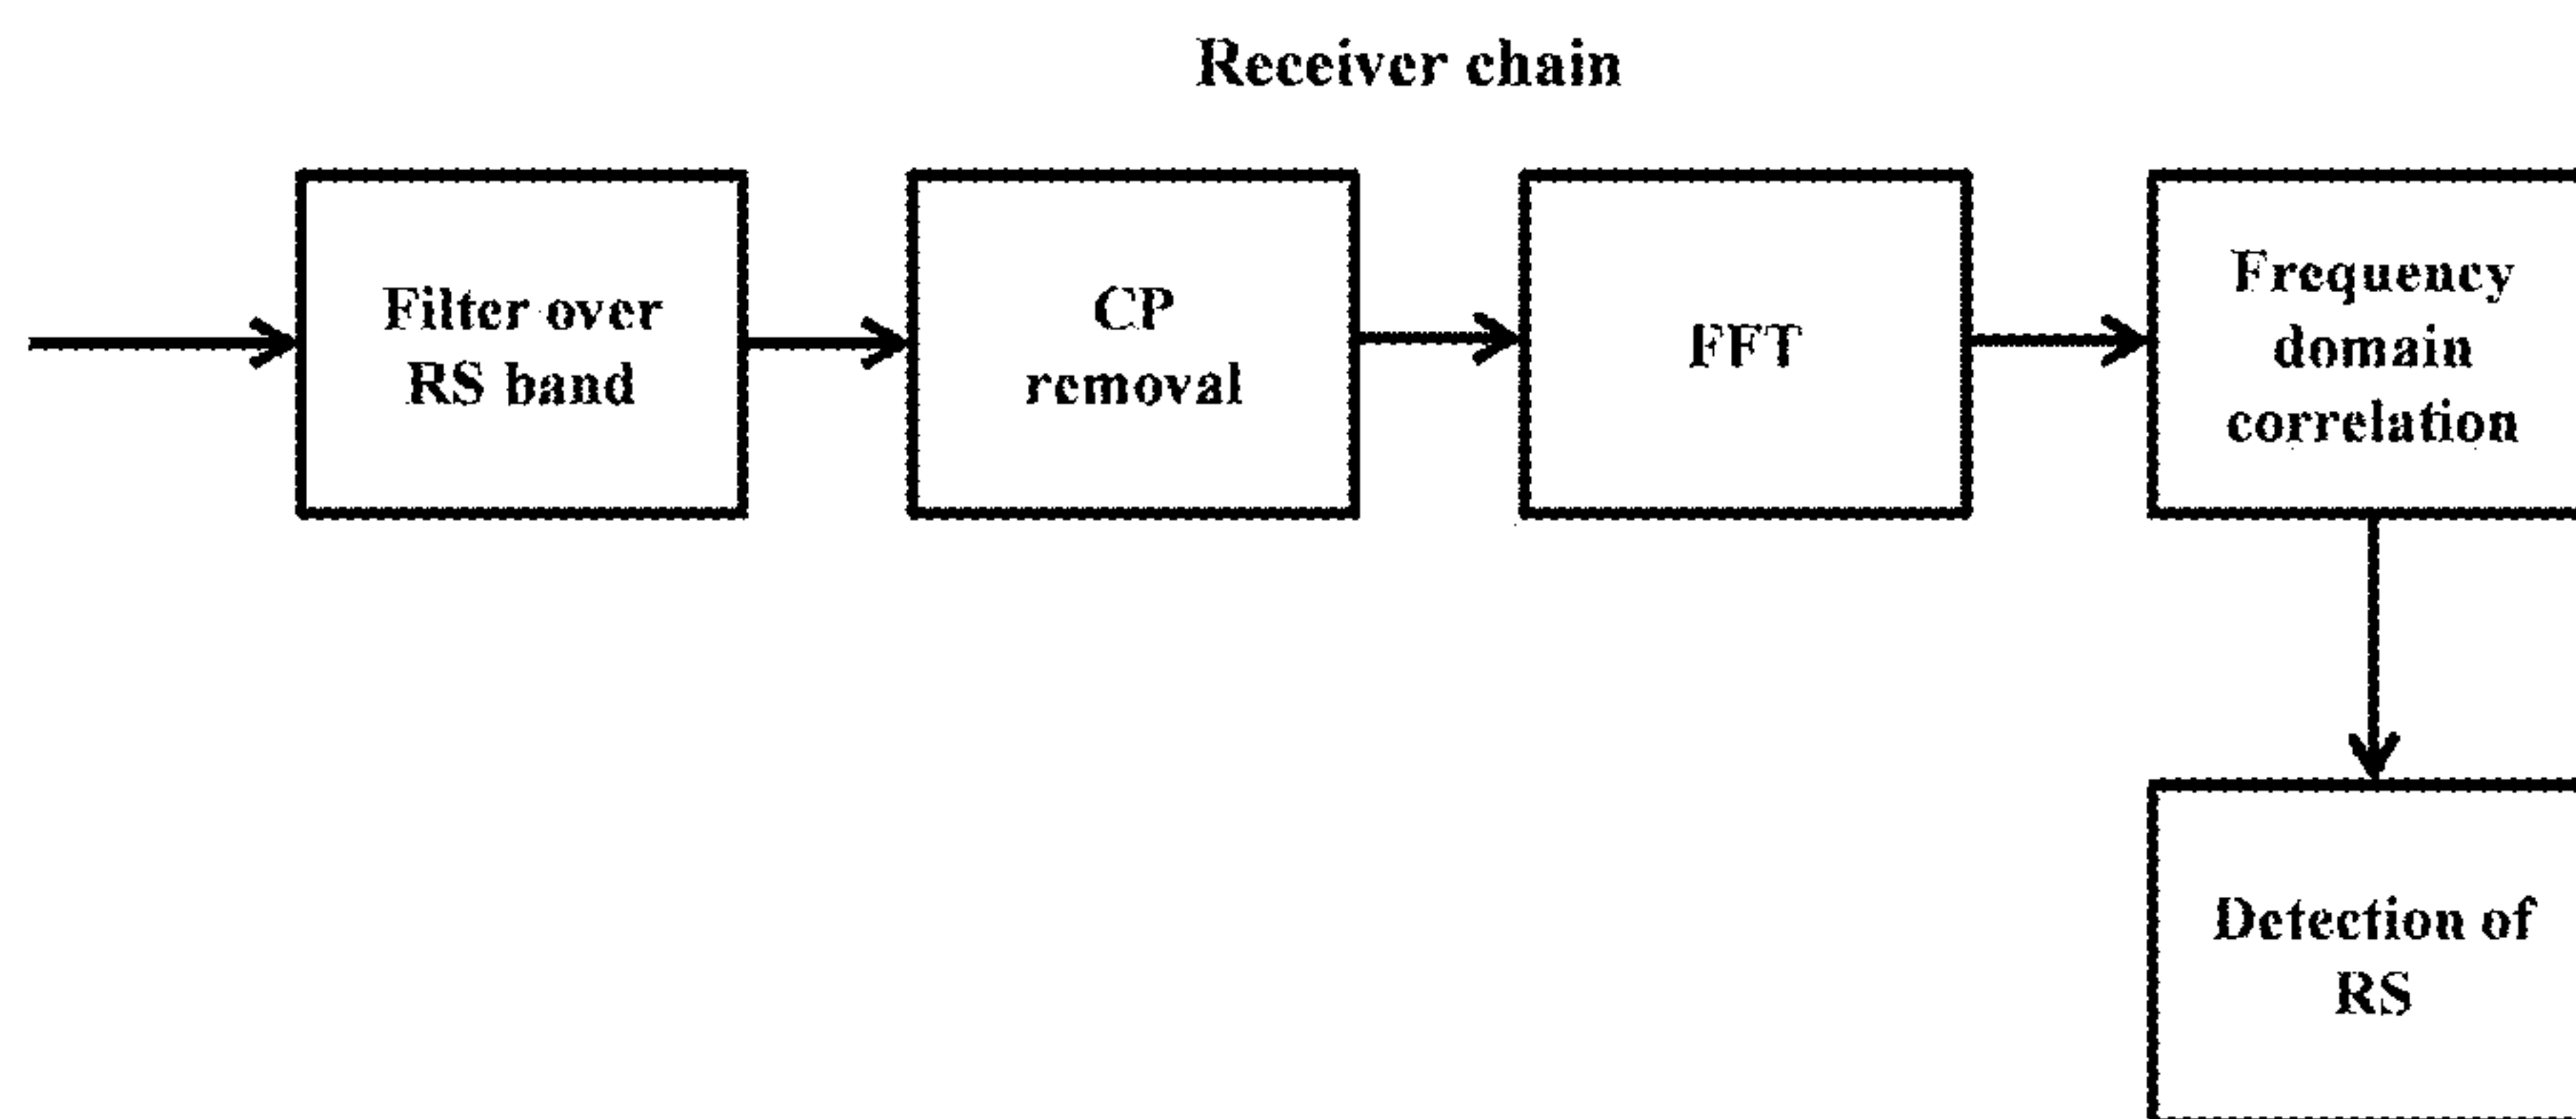 Receiver chain
Filter over
RS band
CP
removal
FFT
Frequency
domain
correlation
Detection of
RS